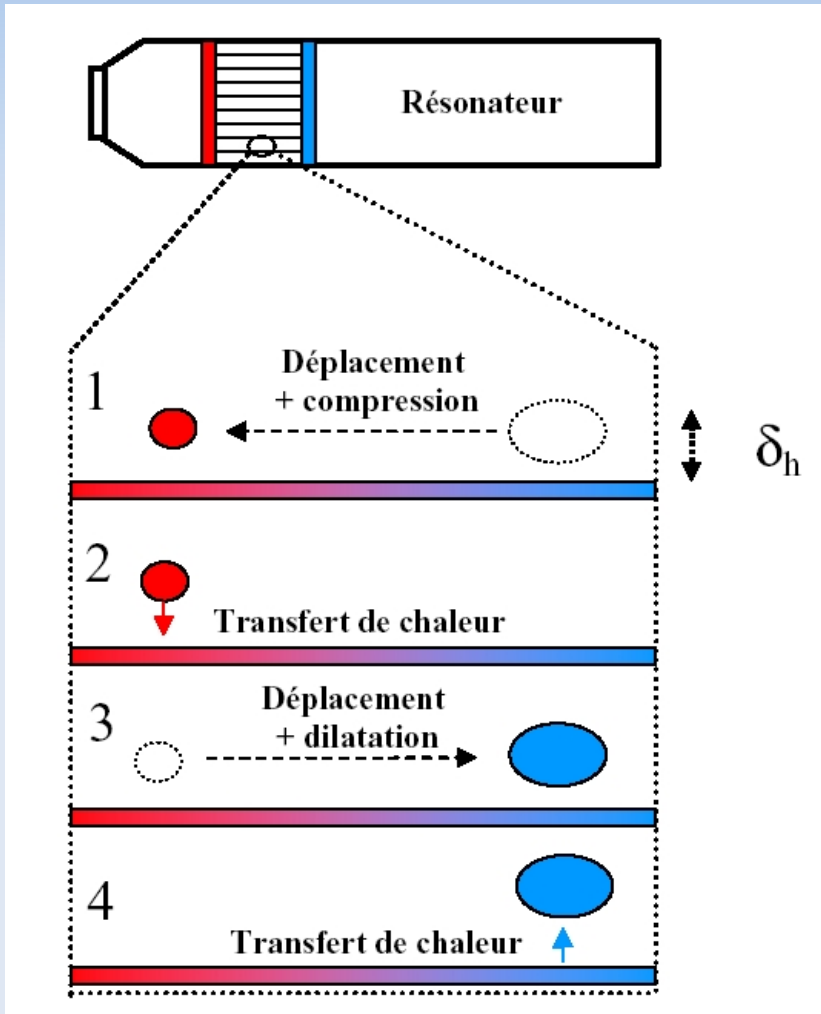 Résonateur
1
Déplacement
+ compression
δh
2
Transfert de chaleur
3
Déplacement
+ dilatation
4
Transfert de chaleur